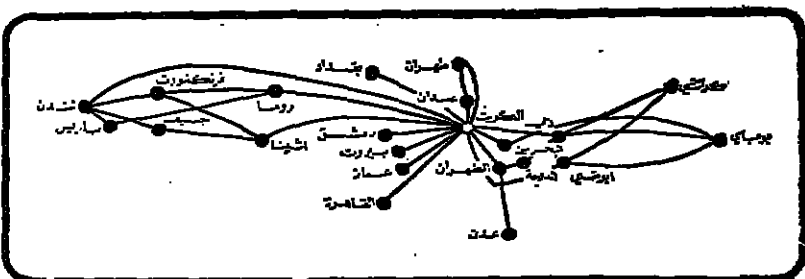 طهران
بغداد
فرنكفورت
عبدان
روما
كراتشي
لندن
الكويت
دبي
باريس
جنيف
اثينا
دمشق
بومباي
البحرين
بيروت
الظهران
عمان
الدوحة
ابوظبي
القاهرة
عدن